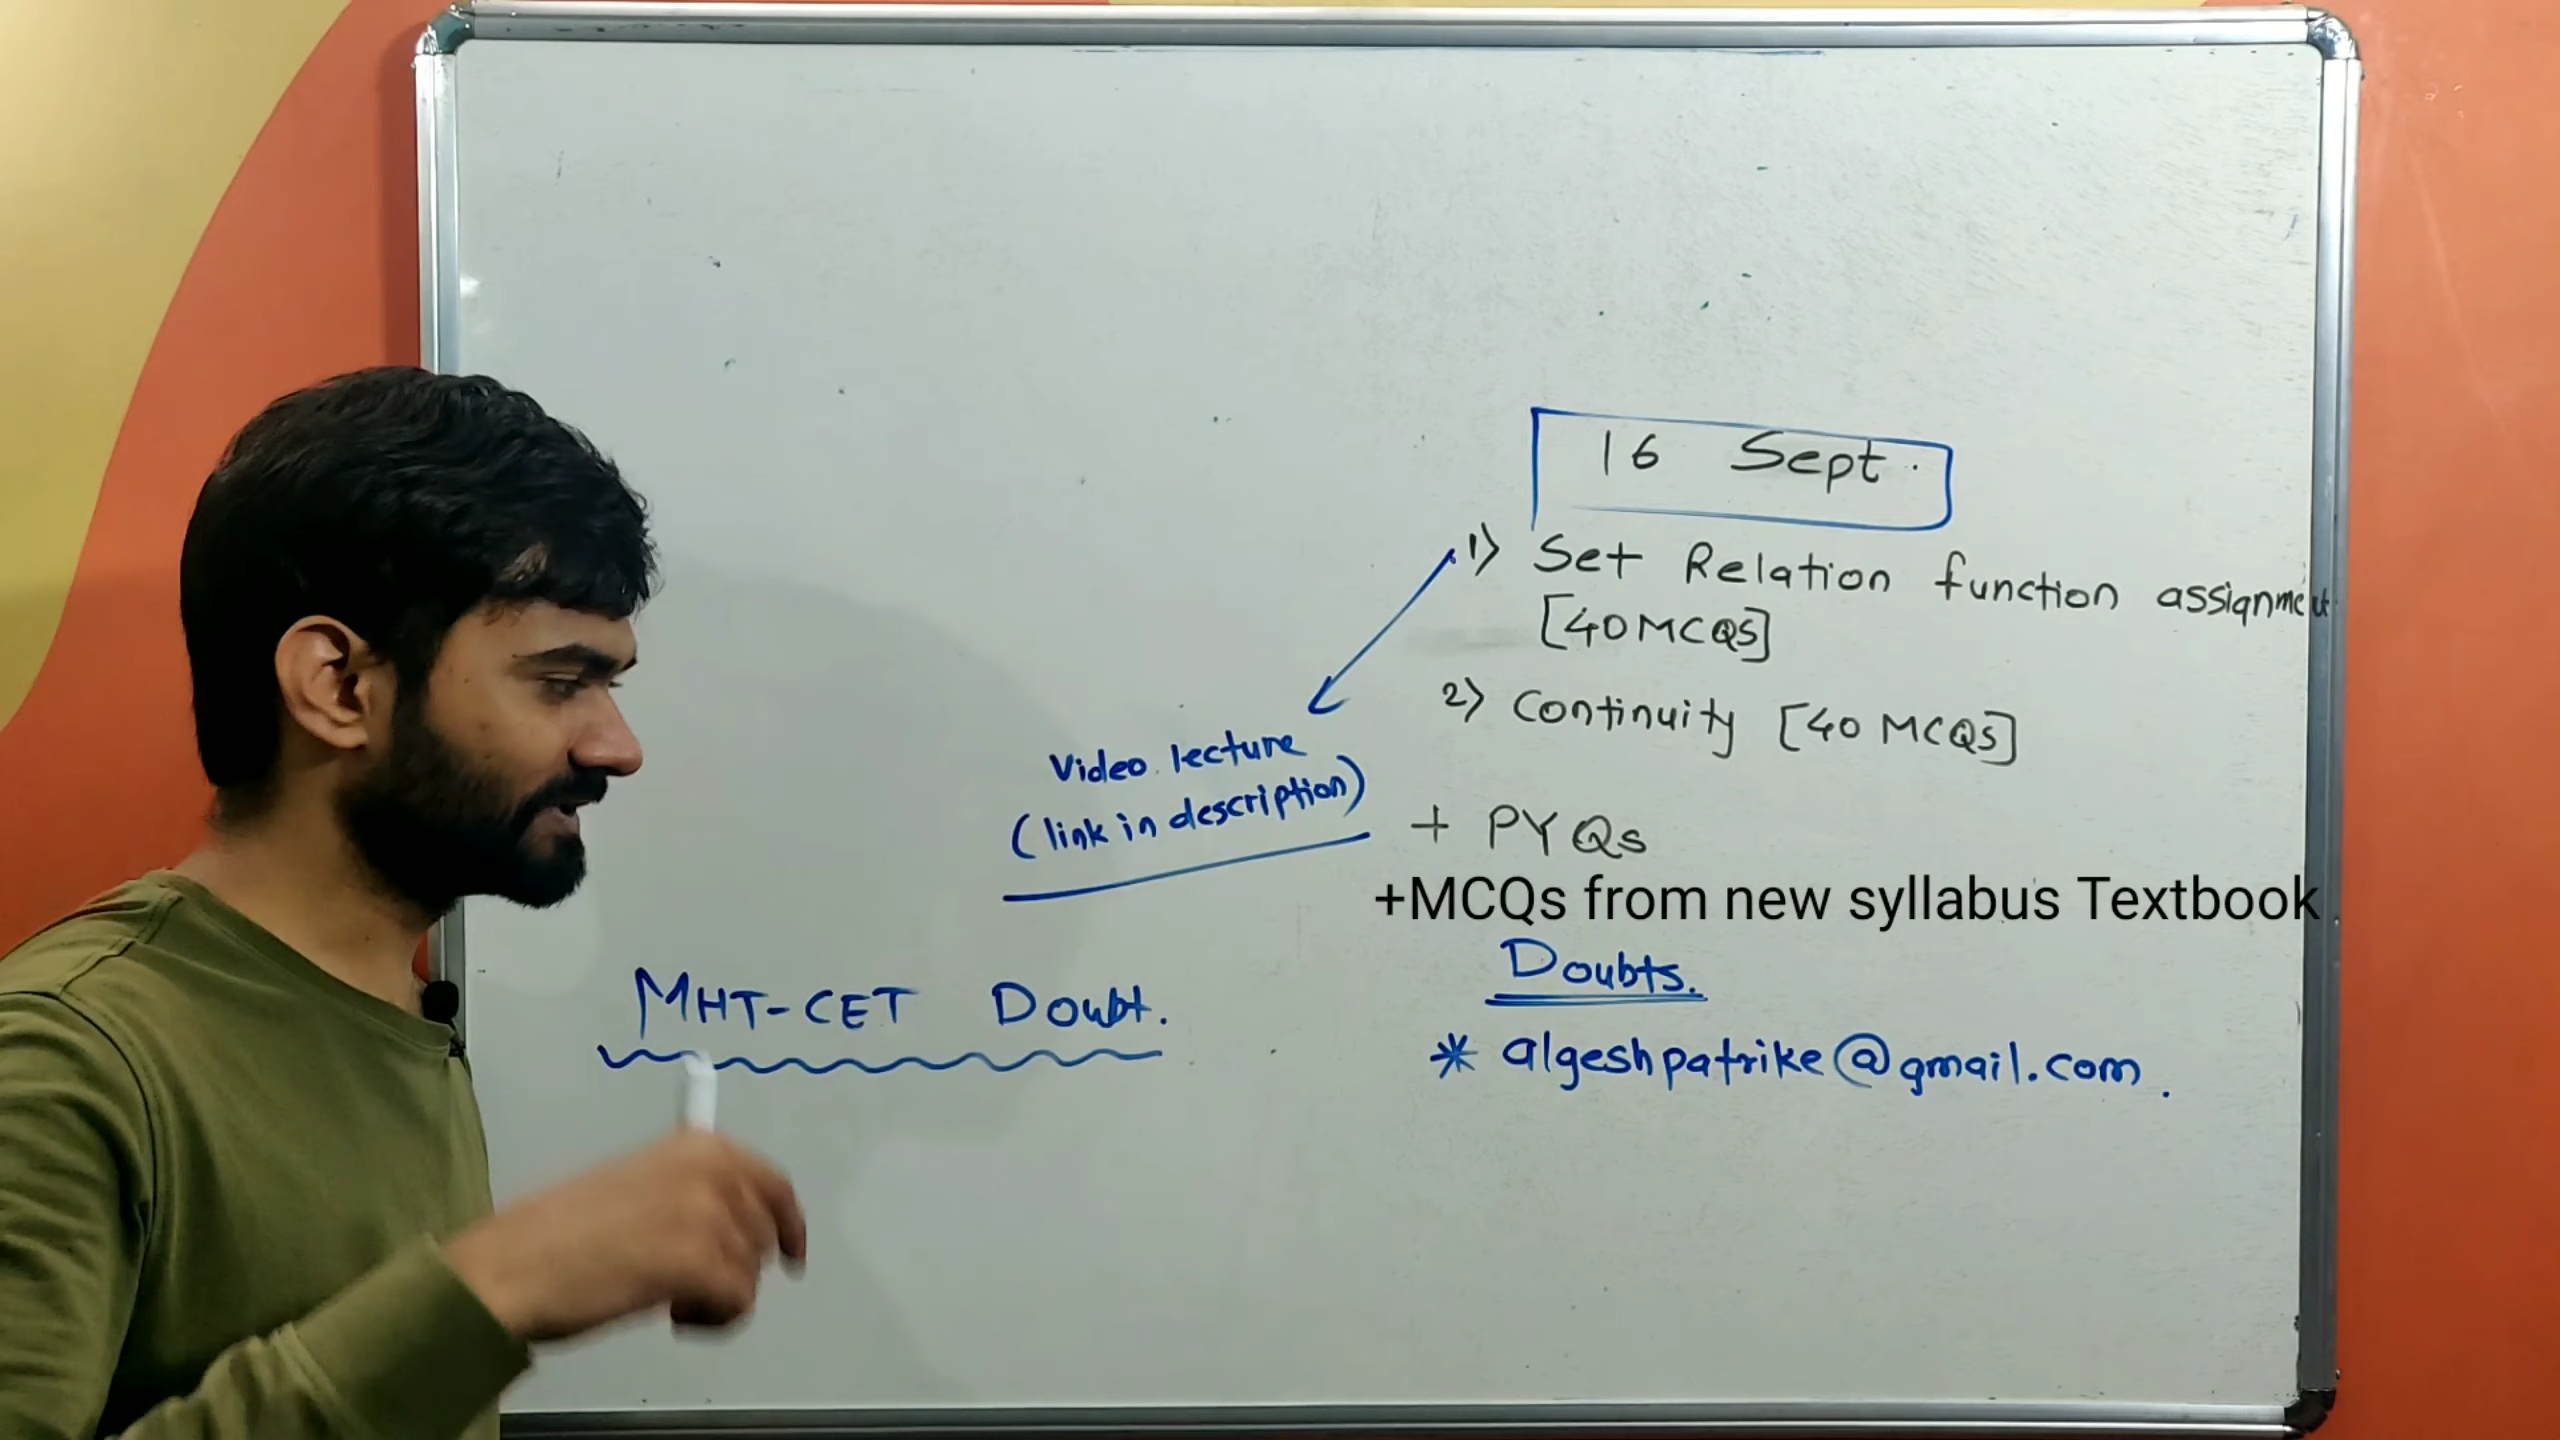 16 Sept.
1) Set Relation function assignment
[40 MCQS]
2) Continuity [40 MCQS]
Video lecture
(link in description)
+ PYQs
+MCQs from new syllabus Textbook
Doubts.
MHT-CET Doubt.
* algeshpatrike@gmail.com.